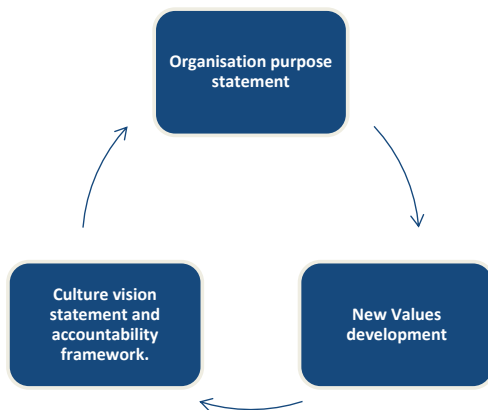 Organisation purpose
statement
New Values
development
Culture vision
statement and
accountability
framework.